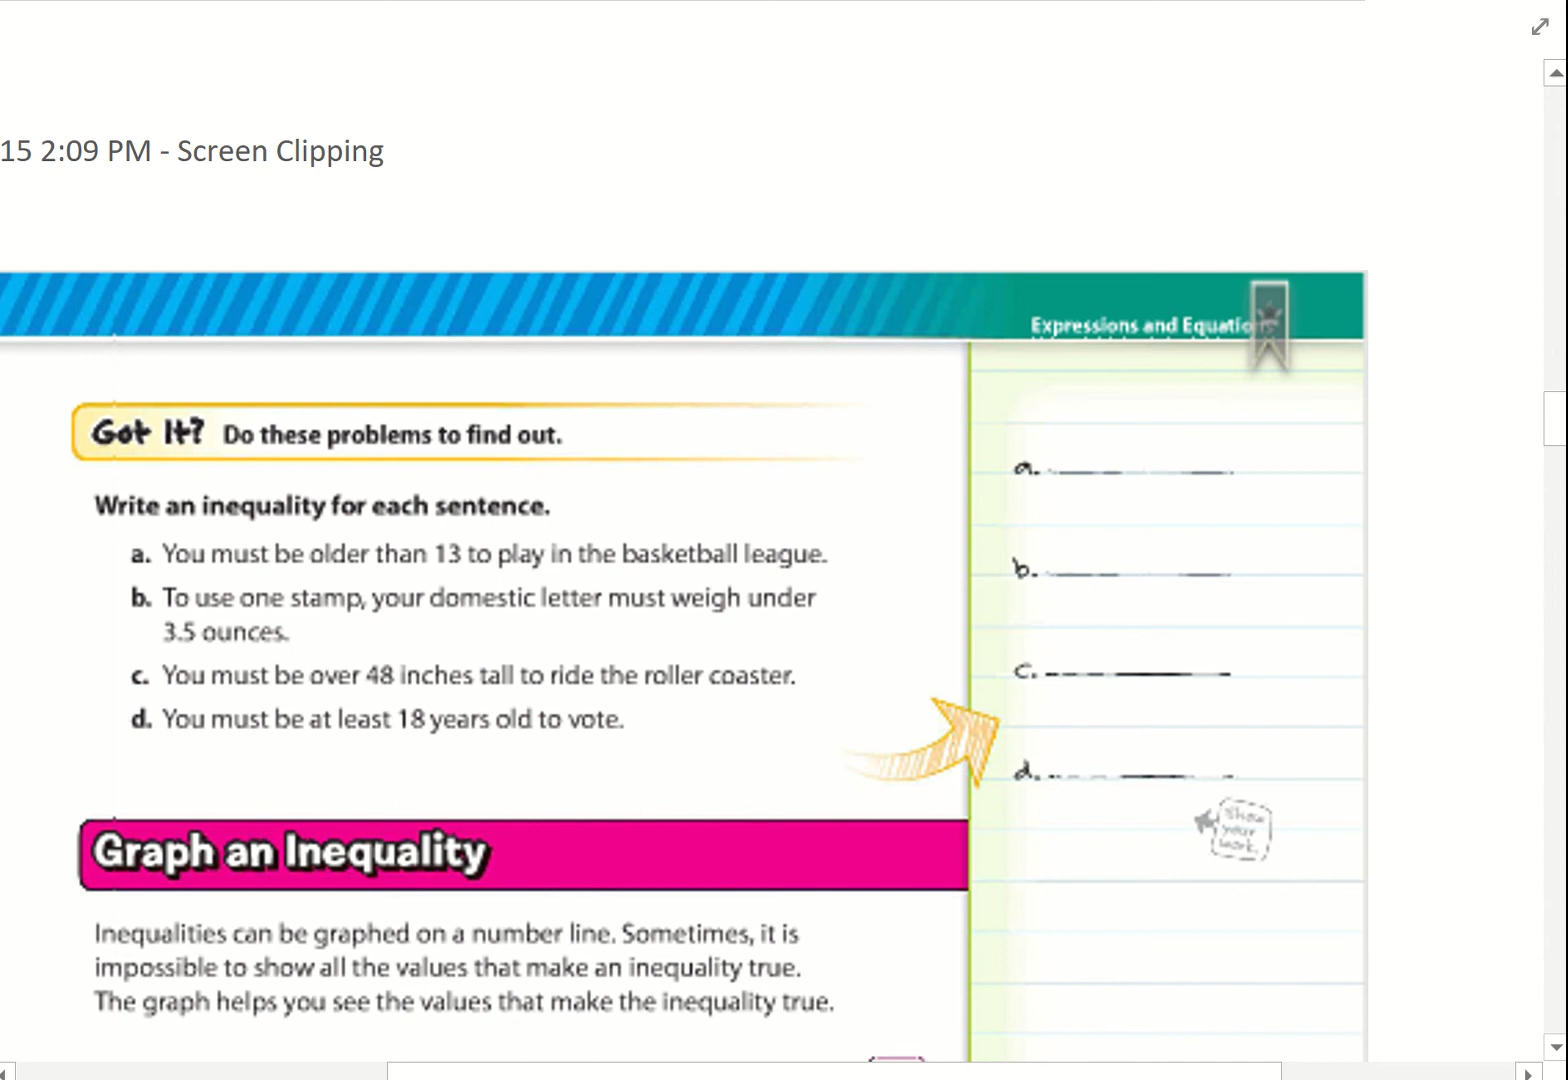 15 2:09 PM - Screen Clipping
Expressions and Equations
Got It? Do these problems to find out.
Write an inequality for each sentence.
a. You must be older than 13 to play in the basketball league.
b. To use one stamp, your domestic letter must weigh under
3.5 ounces.
c. You must be over 48 inches tall to ride the roller coaster.
d. You must be at least 18 years old to vote.
a.
b.
c.
d.
Show
your
work.
Graph an Inequality
Inequalities can be graphed on a number line. Sometimes, it is
impossible to show all the values that make an inequality true.
The graph helps you see the values that make the inequality true.